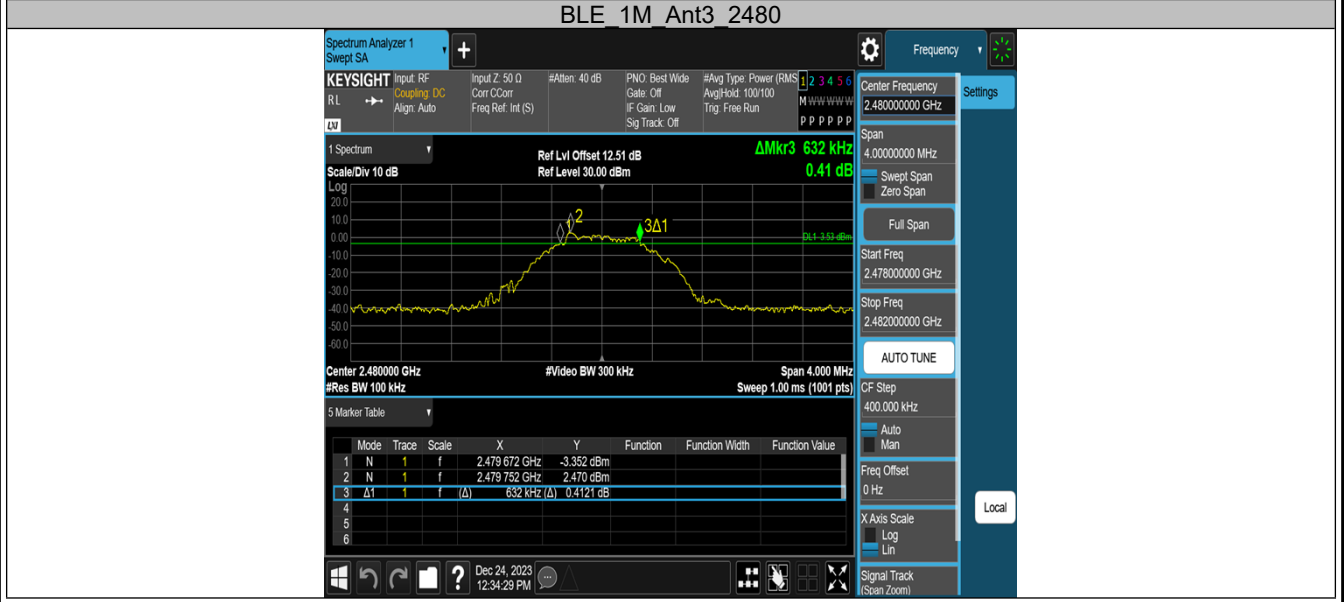 BLE_1M_Ant3_2480
Spectrum Analyzer 1
Swept SA
Frequency
KEYSIGHT
RL
LXI
Input: RF
Coupling: DC
Align: Auto
Input Z: 50 Ω
Corr CCorr
Freq Ref: Int (S)
#Atten: 40 dB
PNO: Best Wide
Gate: Off
IF Gain: Low
Sig Track: Off
#Avg Type: Power (RMS
Avg|Hold: 100/100
Trig: Free Run
1 2 3 4 5 6
M W W W W W
P P P P P P
1 Spectrum
Scale/Div 10 dB
Ref Lvl Offset 12.51 dB
Ref Level 30.00 dBm
ΔMkr3 632 kHz
0.41 dB
Log
20.0
10.0
0.00
-10.0
-20.0
-30.0
-40.0
-50.0
-60.0
2
3Δ1
DL1 -3.53 dBm
Center 2.480000 GHz
#Res BW 100 kHz
#Video BW 300 kHz
Span 4.000 MHz
Sweep 1.00 ms (1001 pts)
5 Marker Table
Mode Trace Scale X Y Function Function Width Function Value
1 N 1 f 2.479 672 GHz -3.352 dBm
2 N 1 f 2.479 752 GHz 2.470 dBm
3 Δ1 1 f (Δ) 632 kHz (Δ) 0.4121 dB
4
5
6
Dec 24, 2023
12:34:29 PM
Center Frequency
2.480000000 GHz
Span
4.00000000 MHz
Swept Span
Zero Span
Full Span
Start Freq
2.478000000 GHz
Stop Freq
2.482000000 GHz
AUTO TUNE
CF Step
400.000 kHz
Auto
Man
Freq Offset
0 Hz
X Axis Scale
Log
Lin
Signal Track
(Span Zoom)
Settings
Local